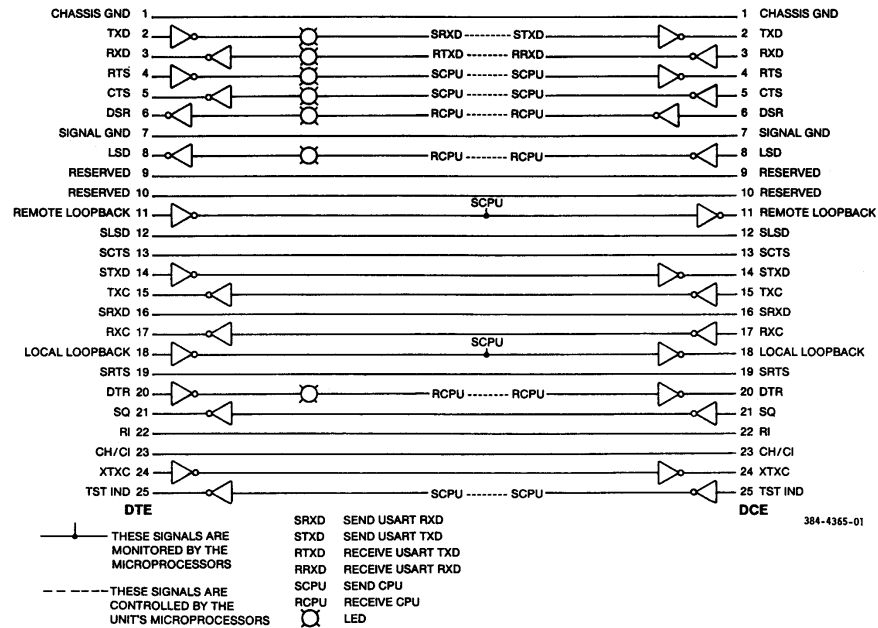 CHASSIS GND 1 1 CHASSIS GND
TXD 2 SRXD STXD 2 TXD
RXD 3 RTXD RRXD 3 RXD
RTS 4 SCPU SCPU 4 RTS
CTS 5 SCPU SCPU 5 CTS
DSR 6 RCPU RCPU 6 DSR
SIGNAL GND 7 7 SIGNAL GND
LSD 8 RCPU RCPU 8 LSD
RESERVED 9 9 RESERVED
RESERVED 10 10 RESERVED
SCPU
REMOTE LOOPBACK 11 11 REMOTE LOOPBACK
SLSD 12 12 SLSD
SCTS 13 13 SCTS
STXD 14 14 STXD
TXC 15 15 TXC
SRXD 16 16 SRXD
RXC 17 17 RXC
SCPU
LOCAL LOOPBACK 18 18 LOCAL LOOPBACK
SRTS 19 19 SRTS
DTR 20 RCPU RCPU 20 DTR
SQ 21 21 SQ
RI 22 22 RI
CH/CI 23 23 CH/CI
XTXC 24 24 XTXC
TST IND 25 SCPU SCPU 25 TST IND
DTE DCE
384-4365-01
THESE SIGNALS ARE
MONITORED BY THE
MICROPROCESSORS
THESE SIGNALS ARE
CONTROLLED BY THE
UNIT'S MICROPROCESSORS
SRXD SEND USART RXD
STXD SEND USART TXD
RTXD RECEIVE USART TXD
RRXD RECEIVE USART RXD
SCPU SEND CPU
RCPU RECEIVE CPU
LED